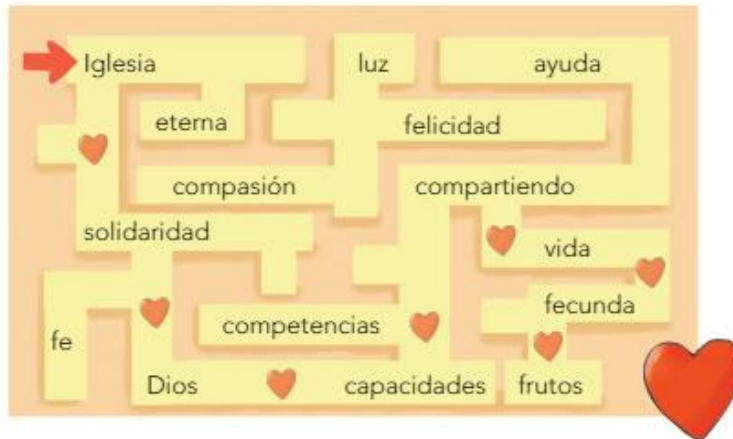 Iglesia luz ayuda
eterna felicidad
compasión compartiendo
solidaridad
vida
fecunda
competencias
fe
Dios capacidades frutos